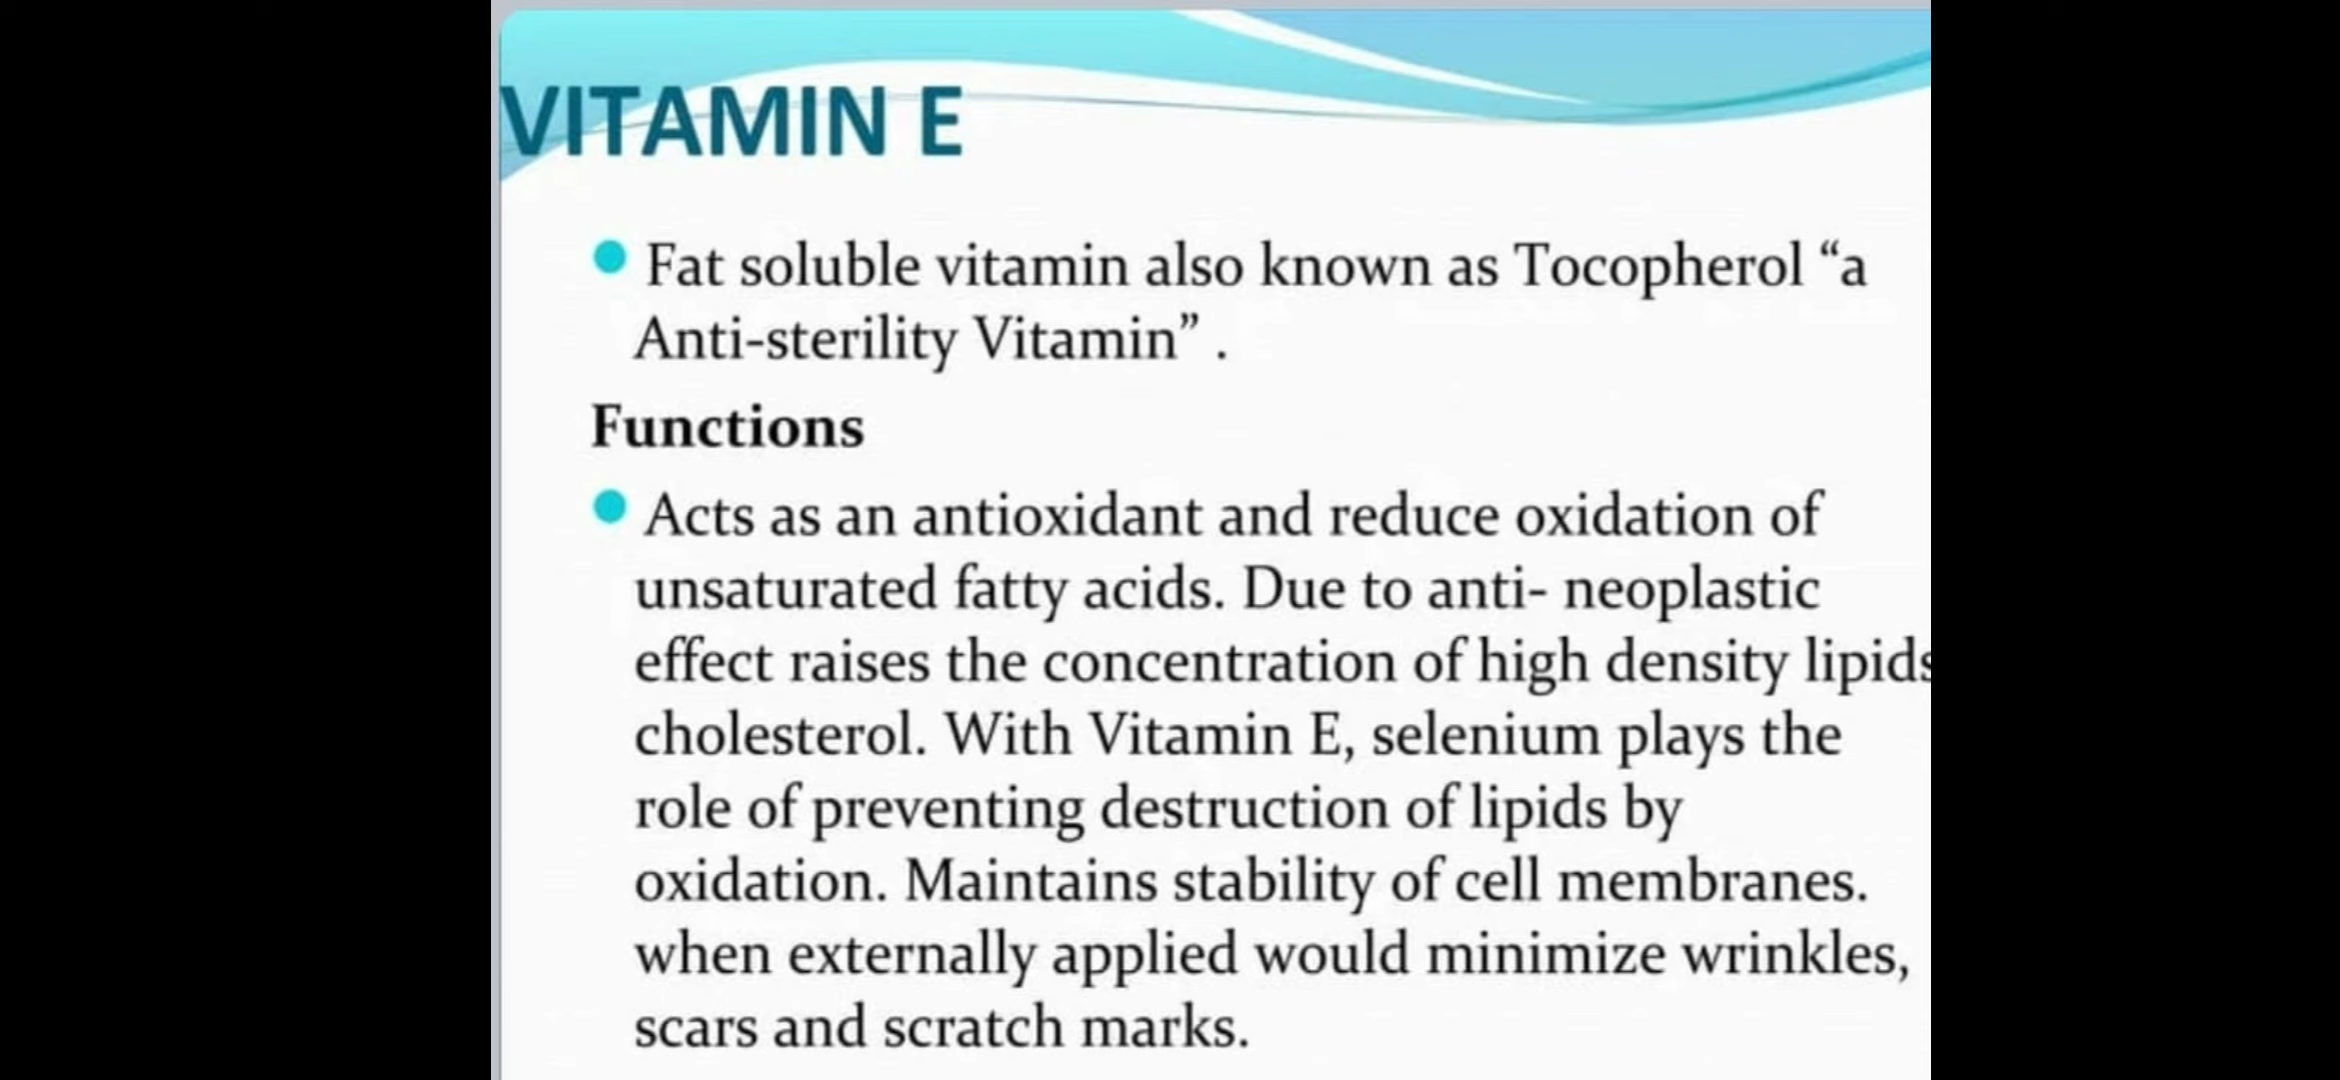 VITAMIN E
Fat soluble vitamin also known as Tocopherol “a
Anti-sterility Vitamin” .
Functions
Acts as an antioxidant and reduce oxidation of
unsaturated fatty acids. Due to anti- neoplastic
effect raises the concentration of high density lipids
cholesterol. With Vitamin E, selenium plays the
role of preventing destruction of lipids by
oxidation. Maintains stability of cell membranes.
when externally applied would minimize wrinkles,
scars and scratch marks.